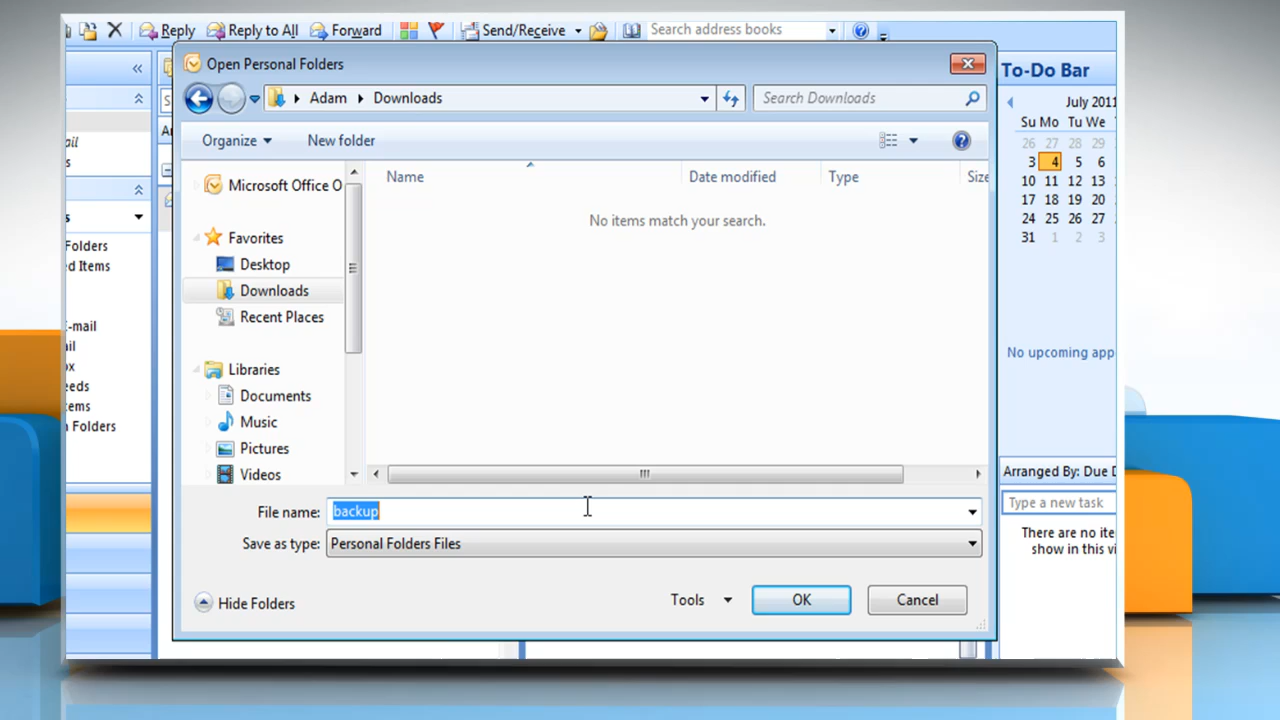 Reply Reply to All Forward Send/Receive Search address books
Open Personal Folders
To-Do Bar
Adam Downloads Search Downloads
July 2011
Su Mo Tu We
Organize New folder
26 27 28 29
3 4 5 6
10 11 12 13
17 18 19 20
24 25 26 27
31 1 2 3
Name Date modified Type Size
No items match your search.
Microsoft Office O
Favorites
Desktop
Downloads
Recent Places
Libraries
Documents
Music
Pictures
Videos
Folders
d Items
E-mail
ail
ox
eeds
tems
h Folders
No upcoming app
Arranged By: Due D
Type a new task
There are no ite
show in this vi
File name: backup
Save as type: Personal Folders Files
Hide Folders Tools OK Cancel